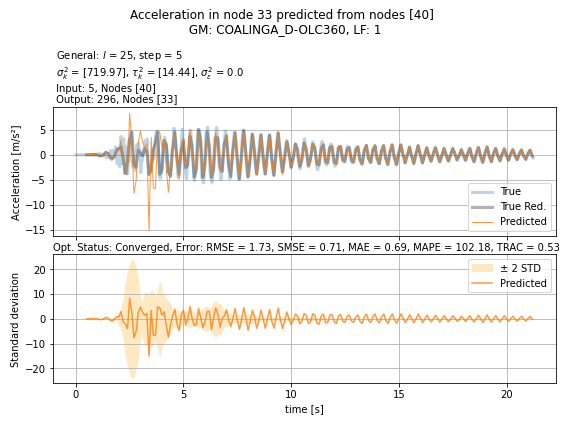 Acceleration in node 33 predicted from nodes [40]
GM: COALINGA_D-OLC360, LF: 1
General: l = 25, step = 5
σ_k^2 = [719.97], τ_k^2 = [14.44], σ_ε^2 = 0.0
Input: 5, Nodes [40]
Output: 296, Nodes [33]
Acceleration [m/s²]
5
0
−5
−10
−15
True
True Red.
Predicted
Opt. Status: Converged, Error: RMSE = 1.73, SMSE = 0.71, MAE = 0.69, MAPE = 102.18, TRAC = 0.53
Standard deviation
20
10
0
−10
−20
± 2 STD
Predicted
0 5 10 15 20
time [s]